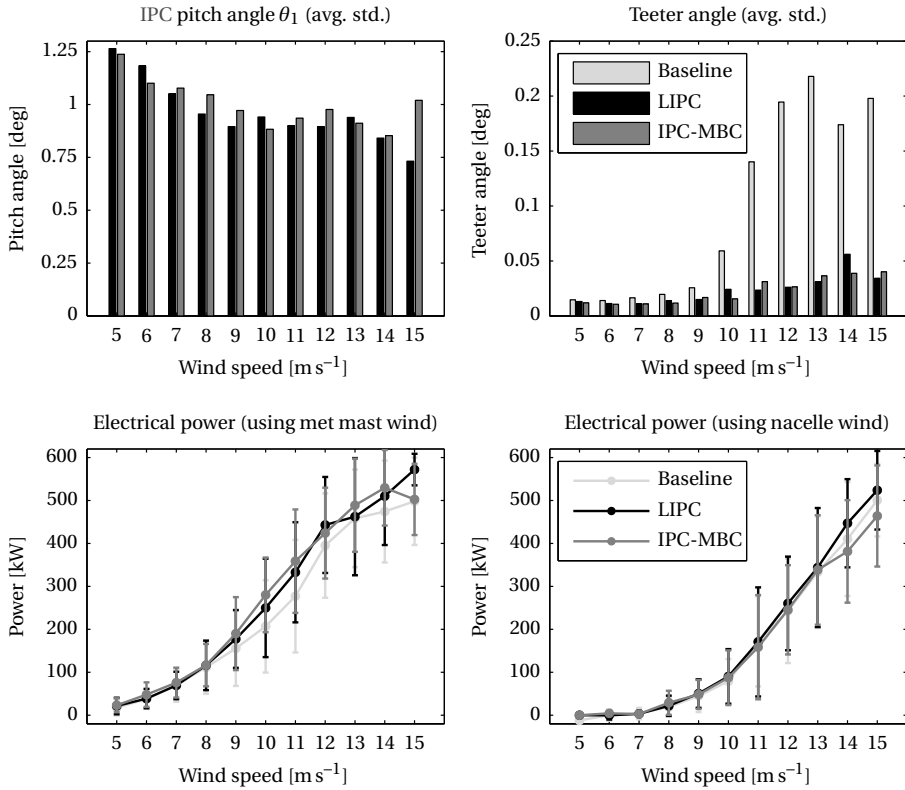 IPC pitch angle θ₁ (avg. std.)
Pitch angle [deg]
1.25
1
0.75
0.5
0.25
0
5 6 7 8 9 10 11 12 13 14 15
Wind speed [m s⁻¹]
Teeter angle (avg. std.)
Teeter angle [deg]
0.25
0.2
0.15
0.1
0.05
0
Baseline
LIPC
IPC-MBC
5 6 7 8 9 10 11 12 13 14 15
Wind speed [m s⁻¹]
Electrical power (using met mast wind)
Power [kW]
600
500
400
300
200
100
0
5 6 7 8 9 10 11 12 13 14 15
Wind speed [m s⁻¹]
Electrical power (using nacelle wind)
Power [kW]
600
500
400
300
200
100
0
Baseline
LIPC
IPC-MBC
5 6 7 8 9 10 11 12 13 14 15
Wind speed [m s⁻¹]